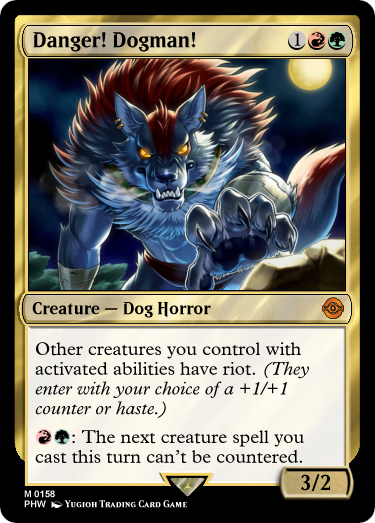 Danger! Dogman! 1
Creature — Dog Horror
Other creatures you control with
activated abilities have riot. (They
enter with your choice of a +1/+1
counter or haste.)
: The next creature spell you
cast this turn can't be countered.
3/2
M 0158
PHW Yugioh Trading Card Game